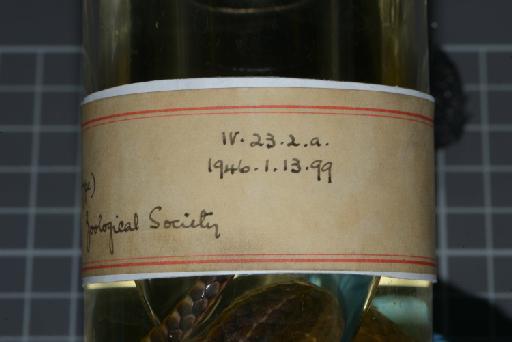 IV.23.2.a.
1946.1.13.99
Zoological Society